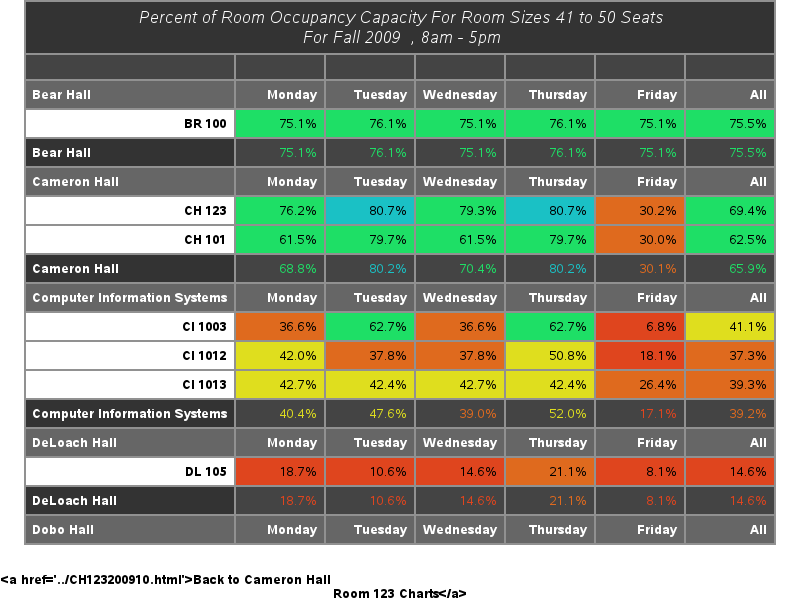 Percent of Room Occupancy Capacity For Room Sizes 41 to 50 Seats
For Fall 2009 , 8am - 5pm
Bear Hall Monday Tuesday Wednesday Thursday Friday All
BR 100 75.1% 76.1% 75.1% 76.1% 75.1% 75.5%
Bear Hall 75.1% 76.1% 75.1% 76.1% 75.1% 75.5%
Cameron Hall Monday Tuesday Wednesday Thursday Friday All
CH 123 76.2% 80.7% 79.3% 80.7% 30.2% 69.4%
CH 101 61.5% 79.7% 61.5% 79.7% 30.0% 62.5%
Cameron Hall 68.8% 80.2% 70.4% 80.2% 30.1% 65.9%
Computer Information Systems Monday Tuesday Wednesday Thursday Friday All
CI 1003 36.6% 62.7% 36.6% 62.7% 6.8% 41.1%
CI 1012 42.0% 37.8% 37.8% 50.8% 18.1% 37.3%
CI 1013 42.7% 42.4% 42.7% 42.4% 26.4% 39.3%
Computer Information Systems 40.4% 47.6% 39.0% 52.0% 17.1% 39.2%
DeLoach Hall Monday Tuesday Wednesday Thursday Friday All
DL 105 18.7% 10.6% 14.6% 21.1% 8.1% 14.6%
DeLoach Hall 18.7% 10.6% 14.6% 21.1% 8.1% 14.6%
Dobo Hall Monday Tuesday Wednesday Thursday Friday All
<a href='../CH123200910.html'>Back to Cameron Hall
Room 123 Charts</a>